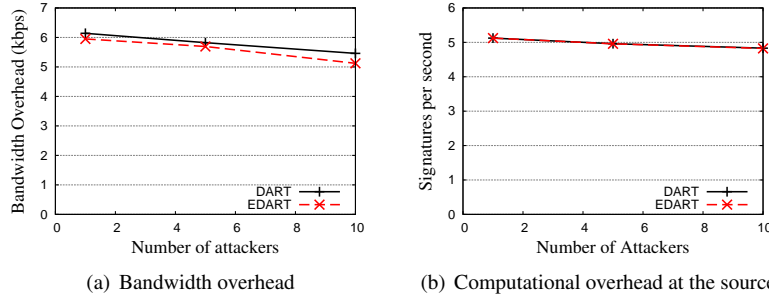 7
6
5
4
3
2
1
0
Bandwidth Overhead (kbps)
DART
EDART
0 2 4 6 8 10
Number of attackers
(a) Bandwidth overhead
6
5
4
3
2
1
0
Signatures per second
DART
EDART
0 2 4 6 8 10
Number of Attackers
(b) Computational overhead at the source